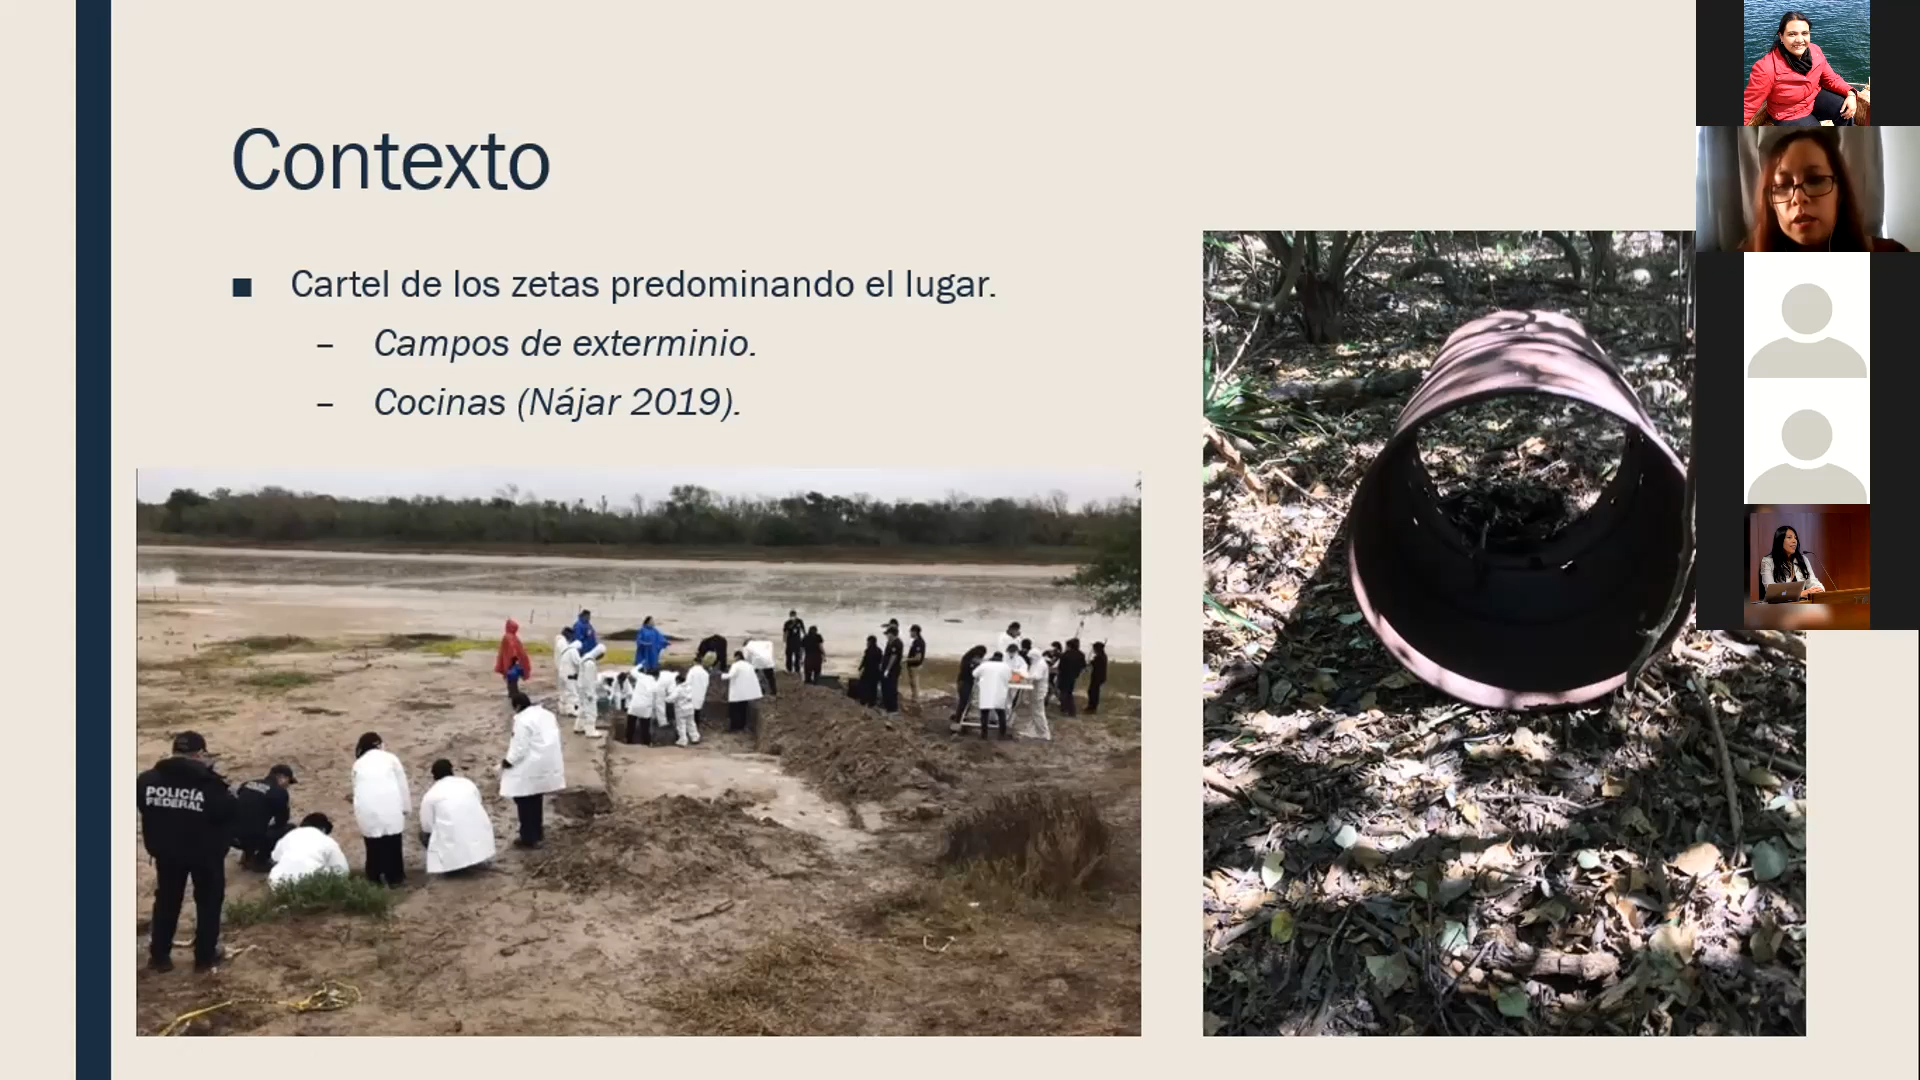 Contexto
■ Cartel de los zetas predominando el lugar.
– Campos de exterminio.
– Cocinas (Nájar 2019).
POLICÍA
FEDERAL